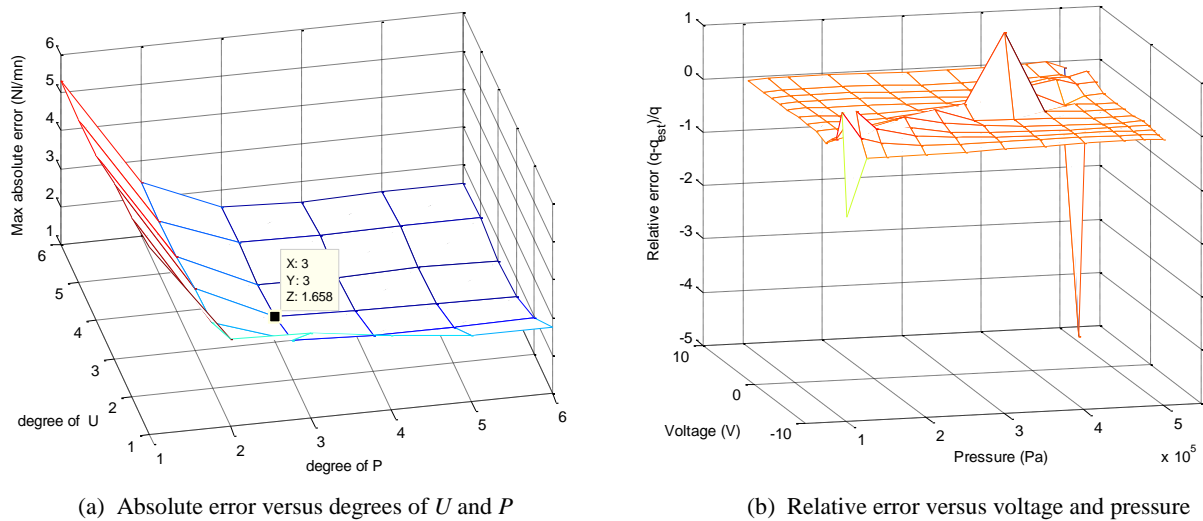 6
5
4
3
2
1
Max absolute error (Nl/mn)
6
5
4
3
2
1
degree of U
1
2
3
4
5
6
degree of P
X: 3
Y: 3
Z: 1.658
(a) Absolute error versus degrees of U and P
1
0
-1
-2
-3
-4
-5
Relative error (q-q_est)/q
10
0
-10
Voltage (V)
1
2
3
4
5
x 10^5
Pressure (Pa)
(b) Relative error versus voltage and pressure